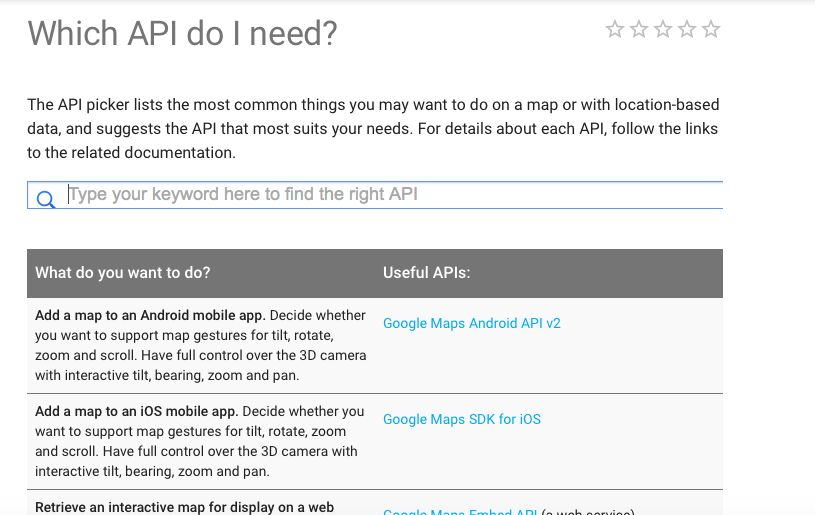 Which API do I need?
The API picker lists the most common things you may want to do on a map or with location-based
data, and suggests the API that most suits your needs. For details about each API, follow the links
to the related documentation.
Type your keyword here to find the right API
What do you want to do?
Useful APIs:
Add a map to an Android mobile app. Decide whether
you want to support map gestures for tilt, rotate,
zoom and scroll. Have full control over the 3D camera
with interactive tilt, bearing, zoom and pan.
Google Maps Android API v2
Add a map to an iOS mobile app. Decide whether you
want to support map gestures for tilt, rotate, zoom
and scroll. Have full control over the 3D camera with
interactive tilt, bearing, zoom and pan.
Google Maps SDK for iOS
Retrieve an interactive map for display on a web
Google Maps Embed API (a web service)